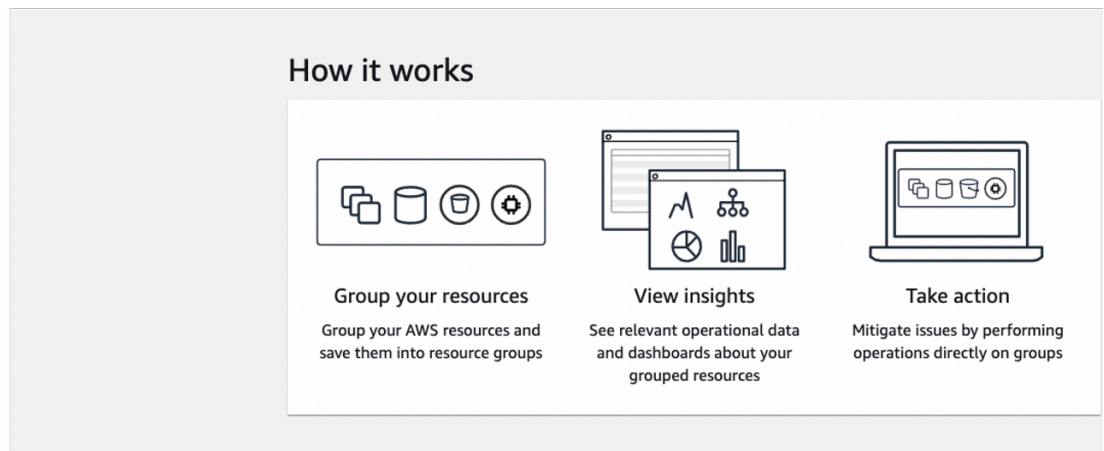 How it works
Group your resources
Group your AWS resources and
save them into resource groups
View insights
See relevant operational data
and dashboards about your
grouped resources
Take action
Mitigate issues by performing
operations directly on groups